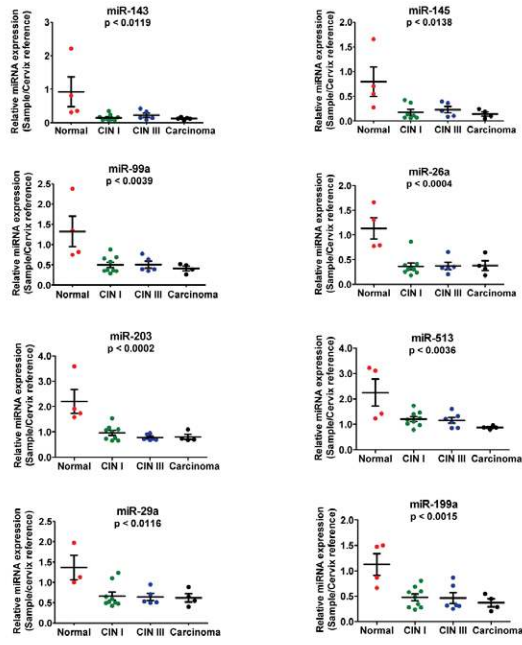 miR-143
p < 0.0119
Relative miRNA expression
(Sample/Cervix reference)
3
2
1
0
Normal CIN I CIN III Carcinoma
miR-145
p < 0.0138
Relative miRNA expression
(Sample/Cervix reference)
2.0
1.5
1.0
0.5
0.0
Normal CIN I CIN III Carcinoma
miR-99a
p < 0.0039
Relative miRNA expression
(Sample/Cervix reference)
2.5
2.0
1.5
1.0
0.5
0.0
Normal CIN I CIN III Carcinoma
miR-26a
p < 0.0004
Relative miRNA expression
(Sample/Cervix reference)
2.0
1.5
1.0
0.5
0.0
Normal CIN I CIN III Carcinoma
miR-203
p < 0.0002
Relative miRNA expression
(Sample/Cervix reference)
4.0
3.0
2.0
1.0
0.0
Normal CIN I CIN III Carcinoma
miR-513
p < 0.0036
Relative miRNA expression
(Sample/Cervix reference)
4.0
3.0
2.0
1.0
0.0
Normal CIN I CIN III Carcinoma
miR-29a
p < 0.0116
Relative miRNA expression
(Sample/cervix reference)
2.5
2.0
1.5
1.0
0.5
0.0
Normal CIN I CIN III Carcinoma
miR-199a
p < 0.0015
Relative miRNA expression
(Sample/Cervix reference)
2.0
1.5
1.0
0.5
0.0
Normal CIN I CIN III Carcinoma